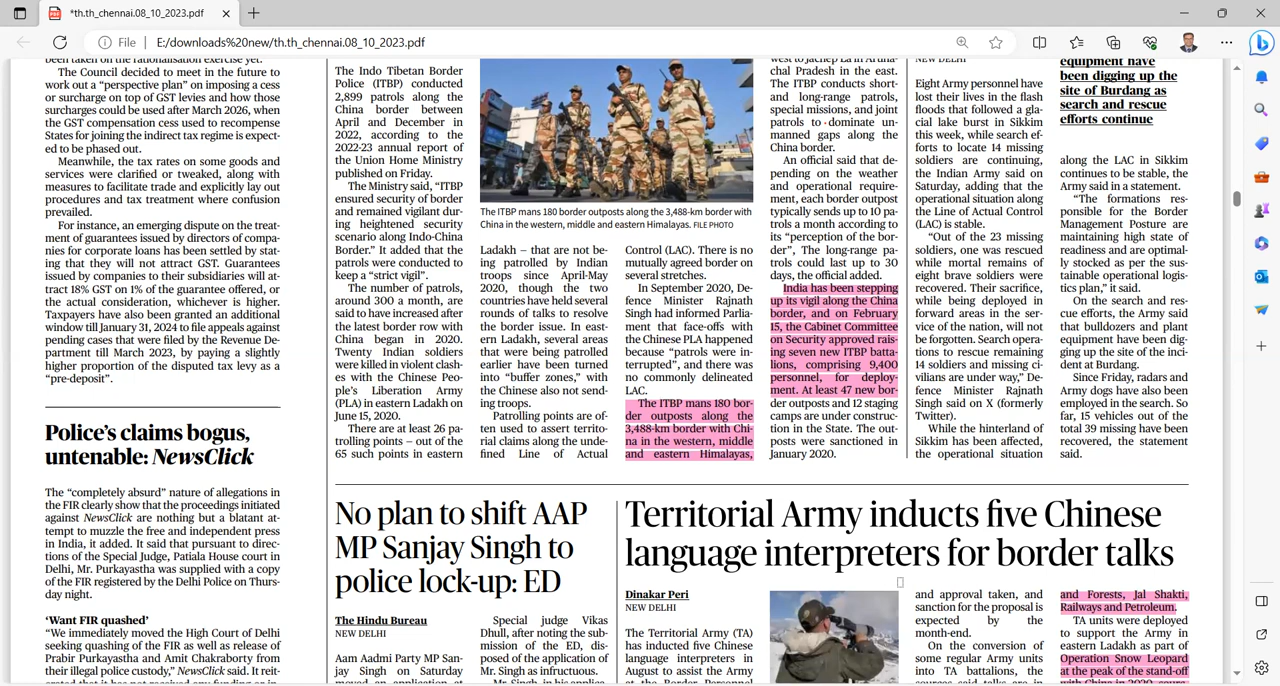 *th.th_chennai.08_10_2023.pdf
File
E:/downloads%20new/th.th_chennai.08_10_2023.pdf
been taken on the rationalisation exercise yet.
The Council decided to meet in the future to
work out a “perspective plan” on imposing a cess
or surcharge on top of GST levies and how those
surcharges could be used after March 2026, when
the GST compensation cess used to recompense
States for joining the indirect tax regime is expect-
ed to be phased out.
Meanwhile, the tax rates on some goods and
services were clarified or tweaked, along with
measures to facilitate trade and explicitly lay out
procedures and tax treatment where confusion
prevailed.
For instance, an emerging dispute on the treat-
ment of guarantees issued by directors of compa-
nies for corporate loans has been settled by stat-
ing that they will not attract GST. Guarantees
issued by companies to their subsidiaries will at-
tract 18% GST on 1% of the guarantee offered, or
the actual consideration, whichever is higher.
Taxpayers have also been granted an additional
window till January 31, 2024 to file appeals against
pending cases that were filed by the Revenue De-
partment till March 2023, by paying a slightly
higher proportion of the disputed tax levy as a
“pre-deposit”.
Police’s claims bogus,
untenable: NewsClick
The “completely absurd” nature of allegations in
the FIR clearly show that the proceedings initiated
against NewsClick are nothing but a blatant at-
tempt to muzzle the free and independent press
in India, it added. It said that pursuant to direc-
tions of the Special Judge, Patiala House court in
Delhi, Mr. Purkayastha was supplied with a copy
of the FIR registered by the Delhi Police on Thurs-
day night.
‘Want FIR quashed’
“We immediately moved the High Court of Delhi
seeking quashing of the FIR as well as release of
Prabir Purkayastha and Amit Chakraborty from
their illegal police custody,” NewsClick said. It reit-
The Indo Tibetan Border
Police (ITBP) conducted
2,899 patrols along the
China border between
April and December in
2022, according to the
2022-23 annual report of
the Union Home Ministry
published on Friday.
The Ministry said, “ITBP
ensured security of border
and remained vigilant dur-
ing heightened security
scenario along Indo-China
Border.” It added that the
patrols were conducted to
keep a “strict vigil”.
The number of patrols,
around 300 a month, are
said to have increased after
the latest border row with
China began in 2020.
Twenty Indian soldiers
were killed in violent clash-
es with the Chinese Peo-
ple’s Liberation Army
(PLA) in eastern Ladakh on
June 15, 2020.
There are at least 26 pa-
trolling points – out of the
65 such points in eastern
The ITBP mans 180 border outposts along the 3,488-km border with
China in the western, middle and eastern Himalayas. FILE PHOTO
Ladakh – that are not be-
ing patrolled by Indian
troops since April-May
2020, though the two
countries have held several
rounds of talks to resolve
the border issue. In east-
ern Ladakh, several areas
that were being patrolled
earlier have been turned
into “buffer zones,” with
the Chinese also not send-
ing troops.
Patrolling points are of-
ten used to assert territo-
rial claims along the unde-
fined Line of Actual
Control (LAC). There is no
mutually agreed border on
several stretches.
In September 2020, De-
fence Minister Rajnath
Singh had informed Parlia-
ment that face-offs with
the Chinese PLA happened
because “patrols were in-
terrupted”, and there was
no commonly delineated
LAC.
The ITBP mans 180 bor-
der outposts along the
3,488-km border with Chi-
na in the western, middle
and eastern Himalayas,
west to Jachep La in Aruna-
chal Pradesh in the east.
The ITBP conducts short-
and long-range patrols,
special missions, and joint
patrols to dominate un-
manned gaps along the
China border.
An official said that de-
pending on the weather
and operational require-
ment, each border outpost
typically sends up to 10 pa-
trols a month according to
its “perception of the bor-
der”, The long-range pa-
trols could last up to 30
days, the official added.
India has been stepping
up its vigil along the China
border, and on February
15, the Cabinet Committee
on Security approved rais-
ing seven new ITBP batta-
lions, comprising 9,400
personnel, for deploy-
ment. At least 47 new bor-
der outposts and 12 staging
camps are under construc-
tion in the State. The out-
posts were sanctioned in
January 2020.
NEW DELHI
Eight Army personnel have
lost their lives in the flash
floods that followed a gla-
cial lake burst in Sikkim
this week, while search ef-
forts to locate 14 missing
soldiers are continuing,
the Indian Army said on
Saturday, adding that the
operational situation along
the Line of Actual Control
(LAC) is stable.
“Out of the 23 missing
soldiers, one was rescued
while mortal remains of
eight brave soldiers were
recovered. Their sacrifice,
while being deployed in
forward areas in the ser-
vice of the nation, will not
be forgotten. Search opera-
tions to rescue remaining
14 soldiers and missing ci-
vilians are under way,” De-
fence Minister Rajnath
Singh said on X (formerly
Twitter).
While the hinterland of
Sikkim has been affected,
the operational situation
equipment have
been digging up the
site of Burdang as
search and rescue
efforts continue
along the LAC in Sikkim
continues to be stable, the
Army said in a statement.
“The formations res-
ponsible for the Border
Management Posture are
maintaining high state of
readiness and are optimal-
ly stocked as per the sus-
tainable operational logis-
tics plan,” it said.
On the search and res-
cue efforts, the Army said
that bulldozers and plant
equipment have been dig-
ging up the site of the inci-
dent at Burdang.
Since Friday, radars and
Army dogs have also been
employed in the search. So
far, 15 vehicles out of the
total 39 missing have been
recovered, the statement
said.
No plan to shift AAP
MP Sanjay Singh to
police lock-up: ED
The Hindu Bureau
NEW DELHI
Aam Aadmi Party MP San-
jay Singh on Saturday
Special judge Vikas
Dhull, after noting the sub-
mission of the ED, dis-
posed of the application of
Mr. Singh as infructuous.
Territorial Army inducts five Chinese
language interpreters for border talks
Dinakar Peri
NEW DELHI
The Territorial Army (TA)
has inducted five Chinese
language interpreters in
August to assist the Army
and approval taken, and
sanction for the proposal is
expected by the
month-end.
On the conversion of
some regular Army units
into TA battalions, the
and Forests, Jal Shakti,
Railways and Petroleum.
TA units were deployed
to support the Army in
eastern Ladakh as part of
Operation Snow Leopard
at the peak of the stand-off